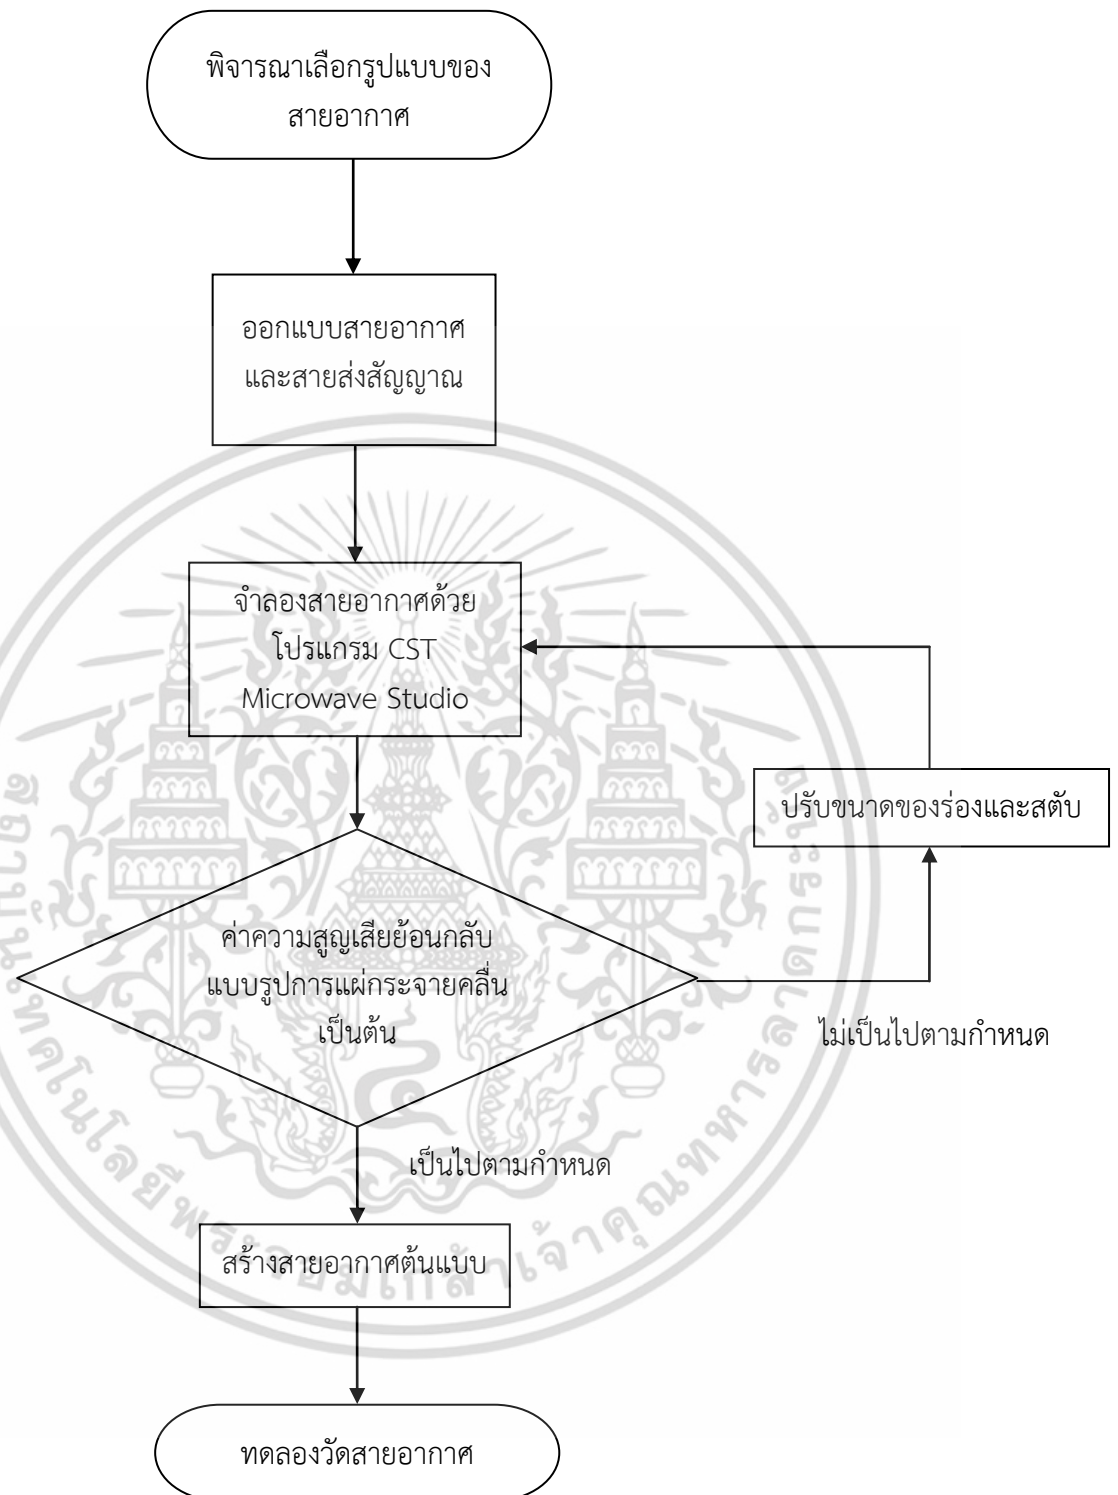 พิจารณาเลือกรูปแบบของ
สายอากาศ
ออกแบบสายอากาศ
และสายส่งสัญญาณ
จำลองสายอากาศด้วย
โปรแกรม CST
Microwave Studio
ปรับขนาดของร่องและสตับ
ค่าความสูญเสียย้อนกลับ
แบบรูปการแผ่กระจายคลื่น
เป็นต้น
ไม่เป็นไปตามกำหนด
เป็นไปตามกำหนด
สร้างสายอากาศต้นแบบ
ทดลองวัดสายอากาศ